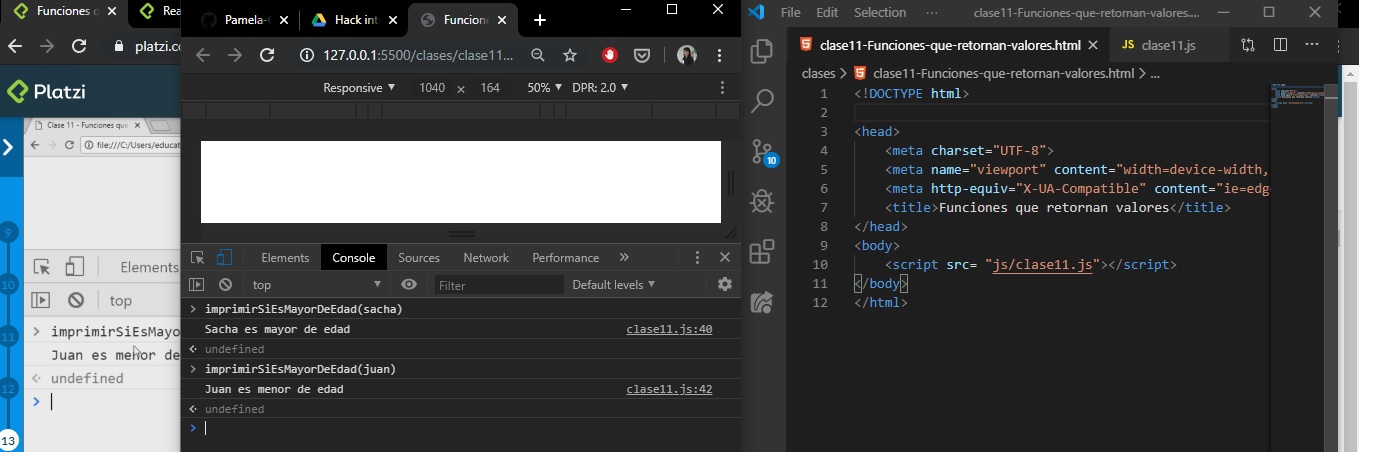 Funciones q
Rea
platzi.co
Platzi
Clase 11 - Funciones que
file:///C:/Users/educat
9
10
11
12
13
Elements
top
imprimirSiEsMayo
Juan es menor de
undefined
Pamela-
Hack int
Funcione
127.0.0.1:5500/clases/clase11...
Responsive 1040 × 164 50% DPR: 2.0
Elements Console Sources Network Performance
top Filter Default levels
imprimirSiEsMayorDeEdad(sacha)
Sacha es mayor de edad clase11.js:40
undefined
imprimirSiEsMayorDeEdad(juan)
Juan es menor de edad clase11.js:42
undefined
File Edit Selection ··· clase11-Funciones-que-retornan-valores....
clase11-Funciones-que-retornan-valores.html JS clase11.js
clases > clase11-Funciones-que-retornan-valores.html > ...
10
1 <!DOCTYPE html>
2
3 <head>
4 <meta charset="UTF-8">
5 <meta name="viewport" content="width=device-width,
6 <meta http-equiv="X-UA-Compatible" content="ie=edg
7 <title>Funciones que retornan valores</title>
8 </head>
9 <body>
10 <script src= "js/clase11.js"></script>
11 </body>
12 </html>